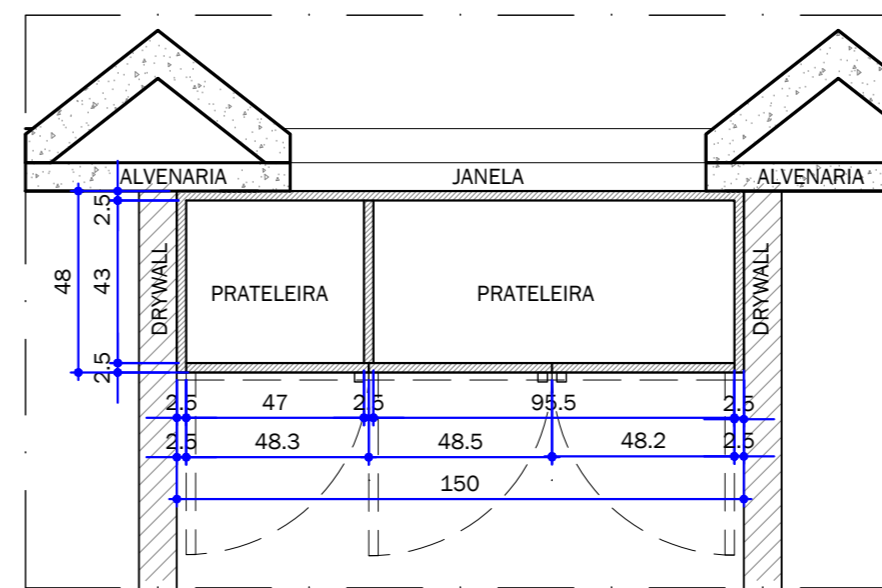 ALVENARIA JANELA ALVENARIA
2.5
48
43
2.5
DRYWALL
PRATELEIRA PRATELEIRA
DRYWALL
2.5 47 2.5 95.5 2.5
2.5 48.3 48.5 48.2 2.5
150